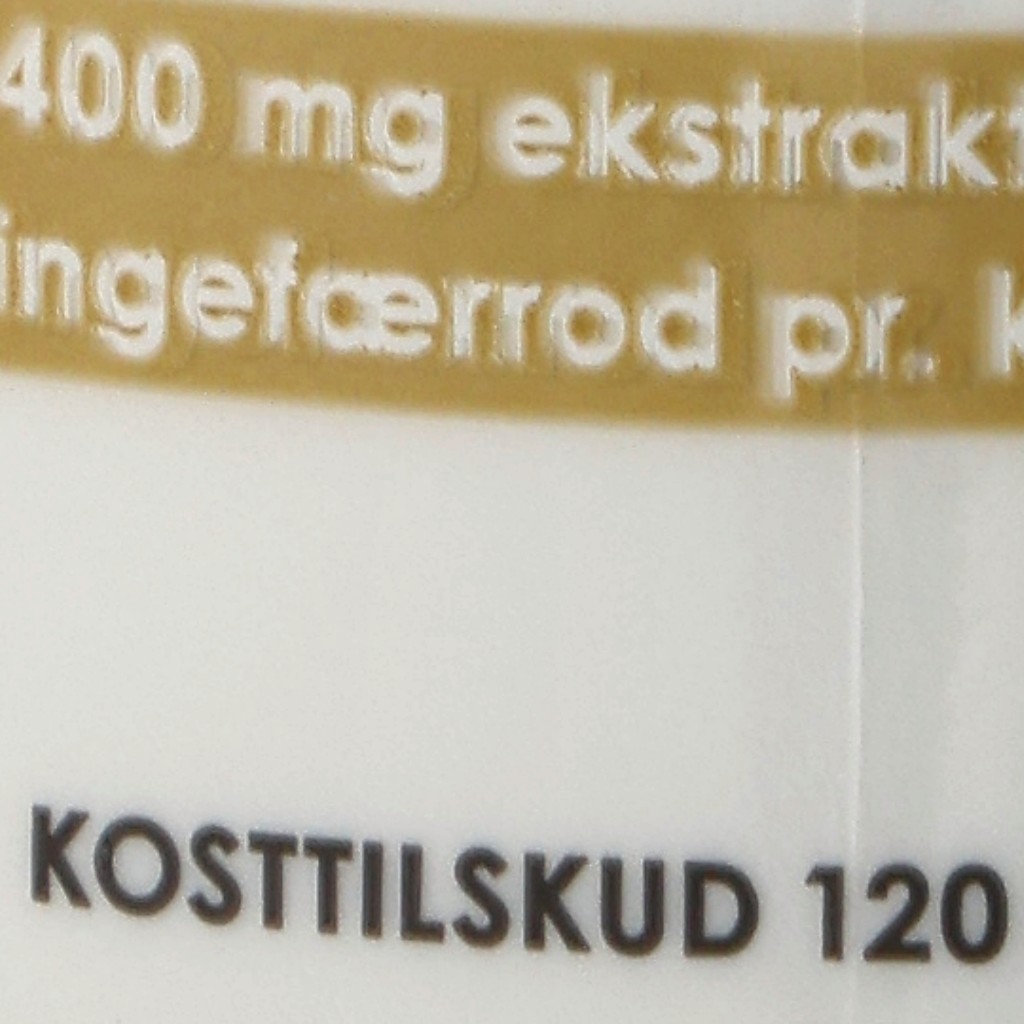 400 mg ekstrakt
ingefærrod pr. k
KOSTTILSKUD 120